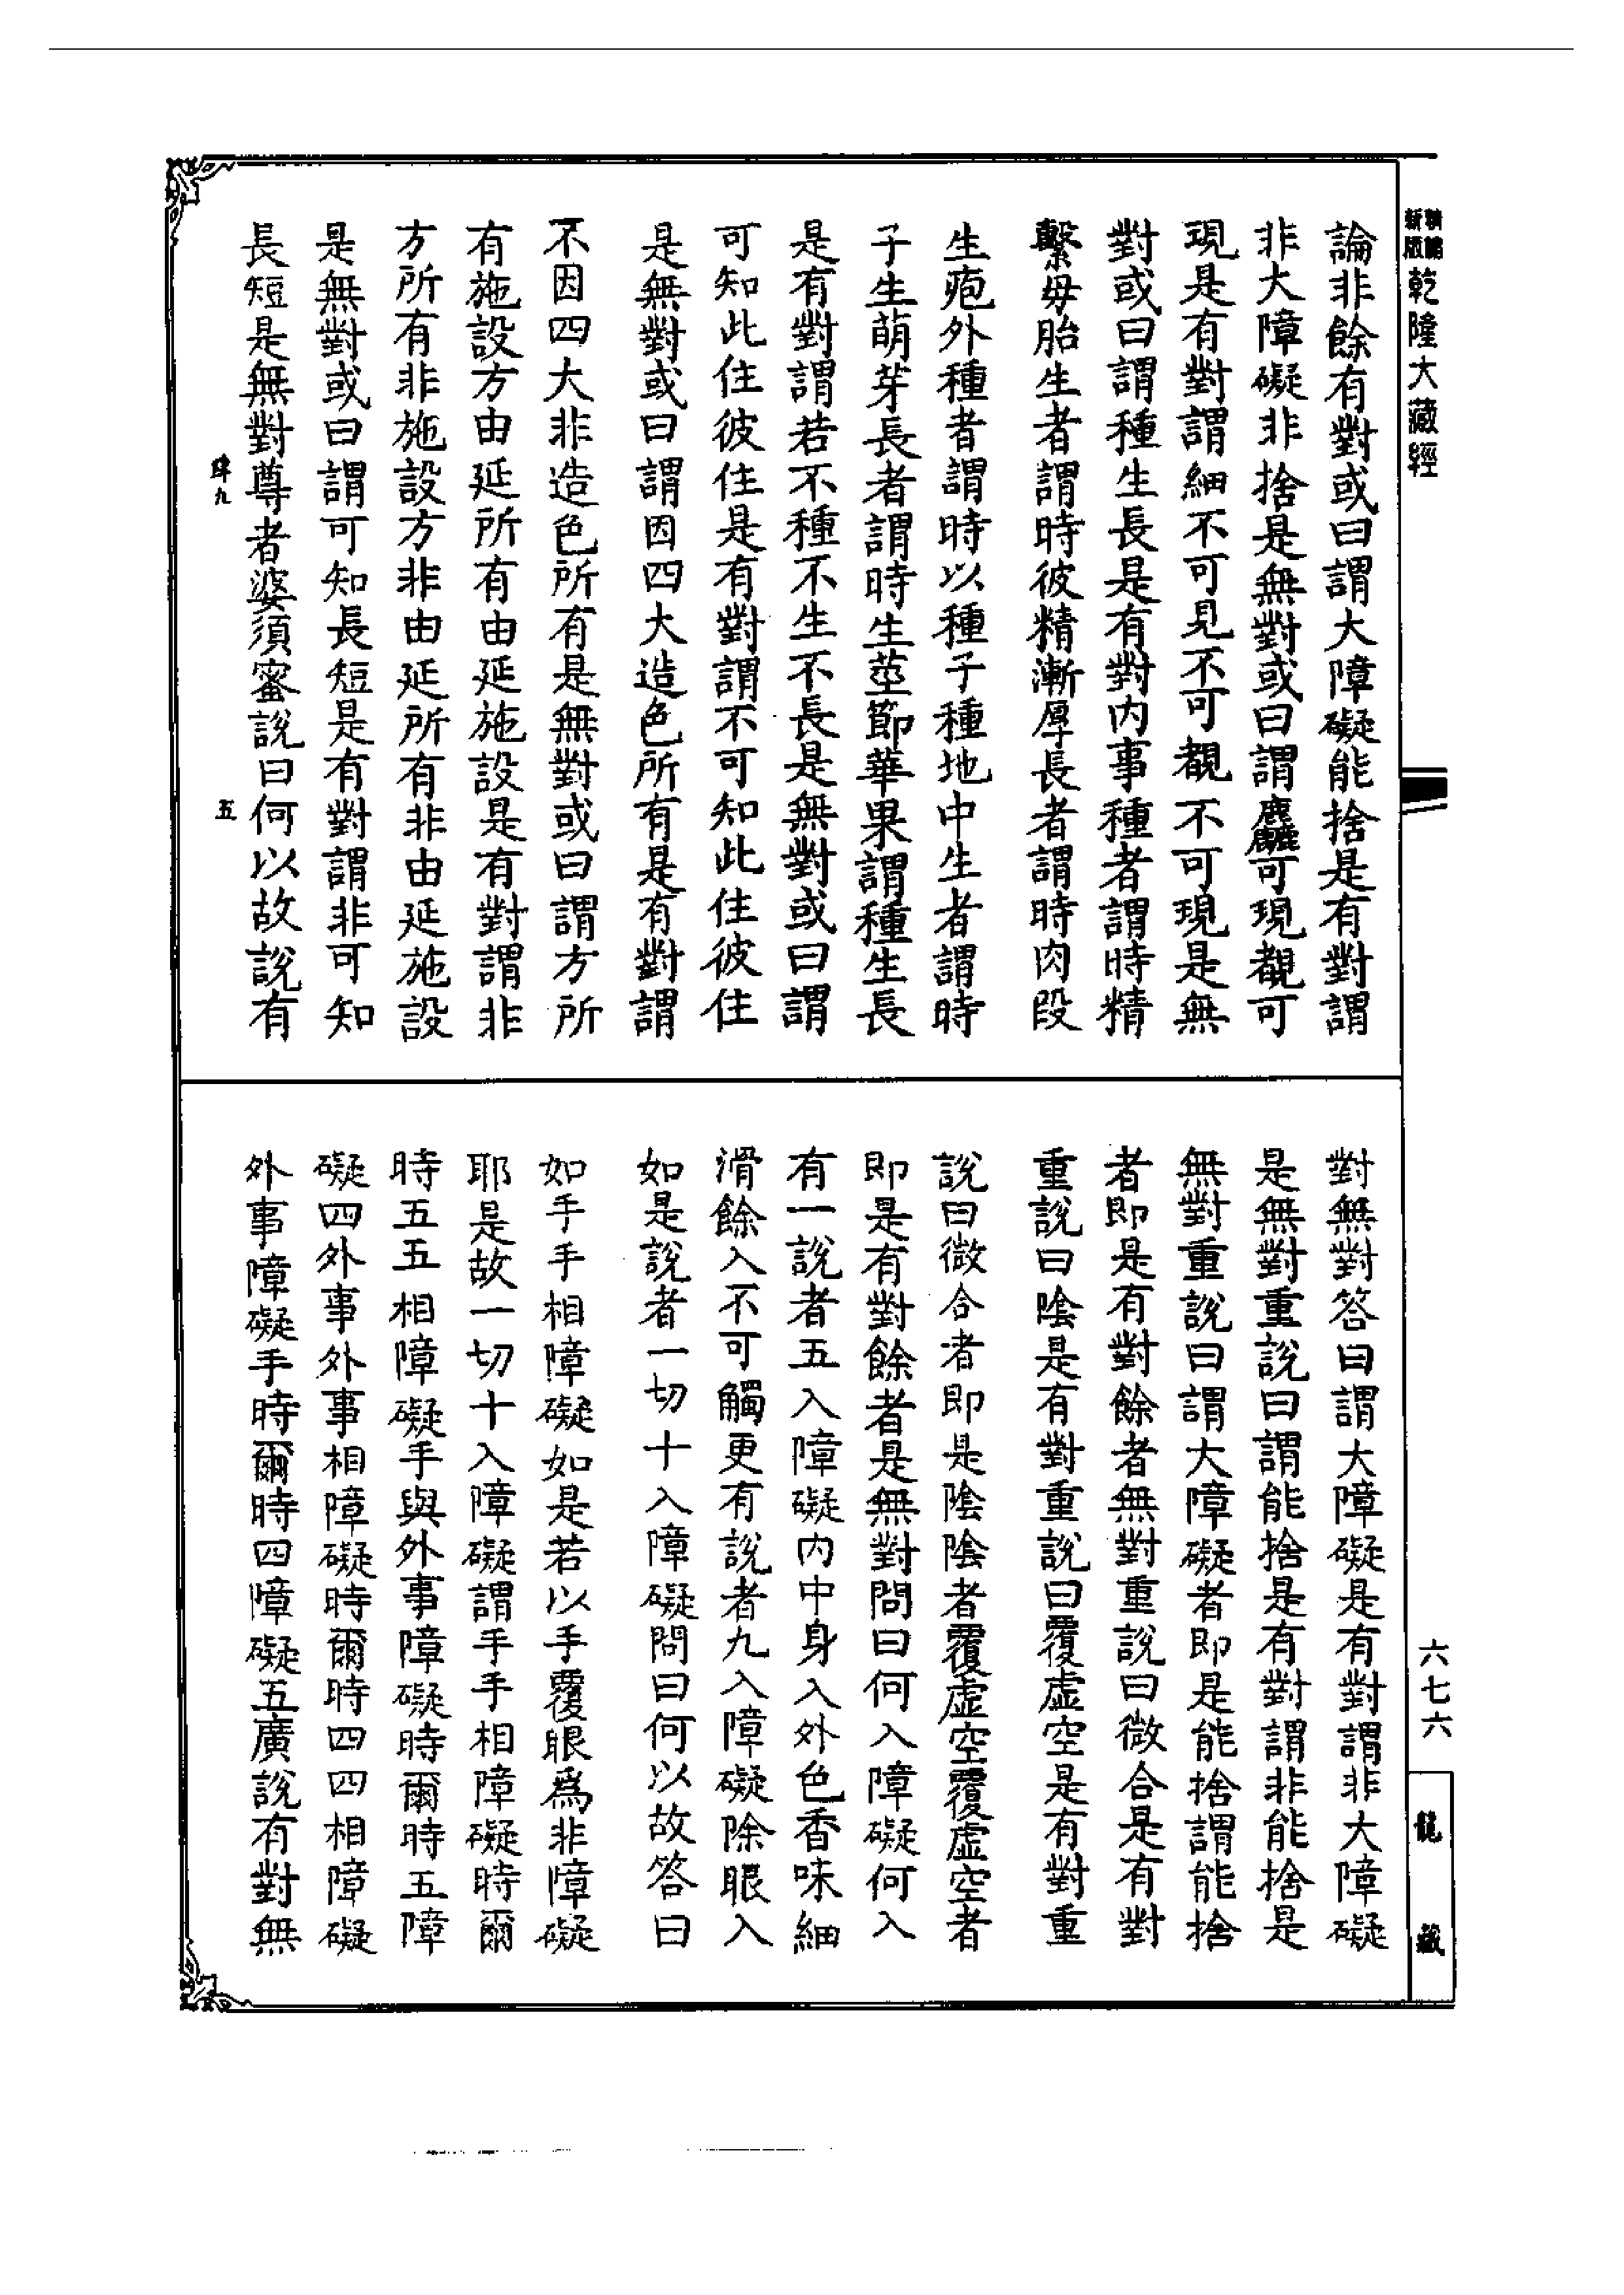 新版
精編
乾隆大藏經
論非餘有對或曰謂大障礙能捨是有對謂
非大障礙非捨是無對或曰謂麤可現覩可
現是有對謂細不可見不可覩不可現是無
對或曰謂種生長是有對內事種者謂時精
繫母胎生者謂時彼精漸厚長者謂時肉段
生疱外種者謂時以種子種地中生者謂時
子生萌芽長者謂時生莖節華果謂種生長
是有對謂若不種不生不長是無對或曰謂
可知此住彼住是有對謂不可知此住彼住
是無對或曰謂因四大造色所有是有對謂
不因四大非造色所有是無對或曰謂方所
有施設方由延所有由延施設是有對謂非
方所有非施設方非由延所有非由延施設
是無對或曰謂可知長短是有對謂非可知
長短是無對尊者婆須蜜說曰何以故說有
五
對無對答曰謂大障礙是有對謂非大障礙
是無對重說曰謂能捨是有對謂非能捨是
無對重說曰謂大障礙者即是能捨謂能捨
者即是有對餘者無對重說曰微合是有對
重說曰陰是有對重說曰覆虛空是有對重
說曰微合者即是陰陰者覆虛空覆虛空者
即是有對餘者是無對問曰何入障礙何入
有一說者五入障礙內中身入外色香味細
滑餘入不可觸更有說者九入障礙除眼入
如是說者一切十入障礙問曰何以故答曰
如手手相障礙如是若以手覆眼為非障礙
耶是故一切十入障礙謂手手相障礙時爾
時五五相障礙手與外事障礙時爾時五障
礙四外事外事相障礙時爾時四四相障礙
外事障礙手時爾時四障礙五廣說有對無
六七六
龍藏